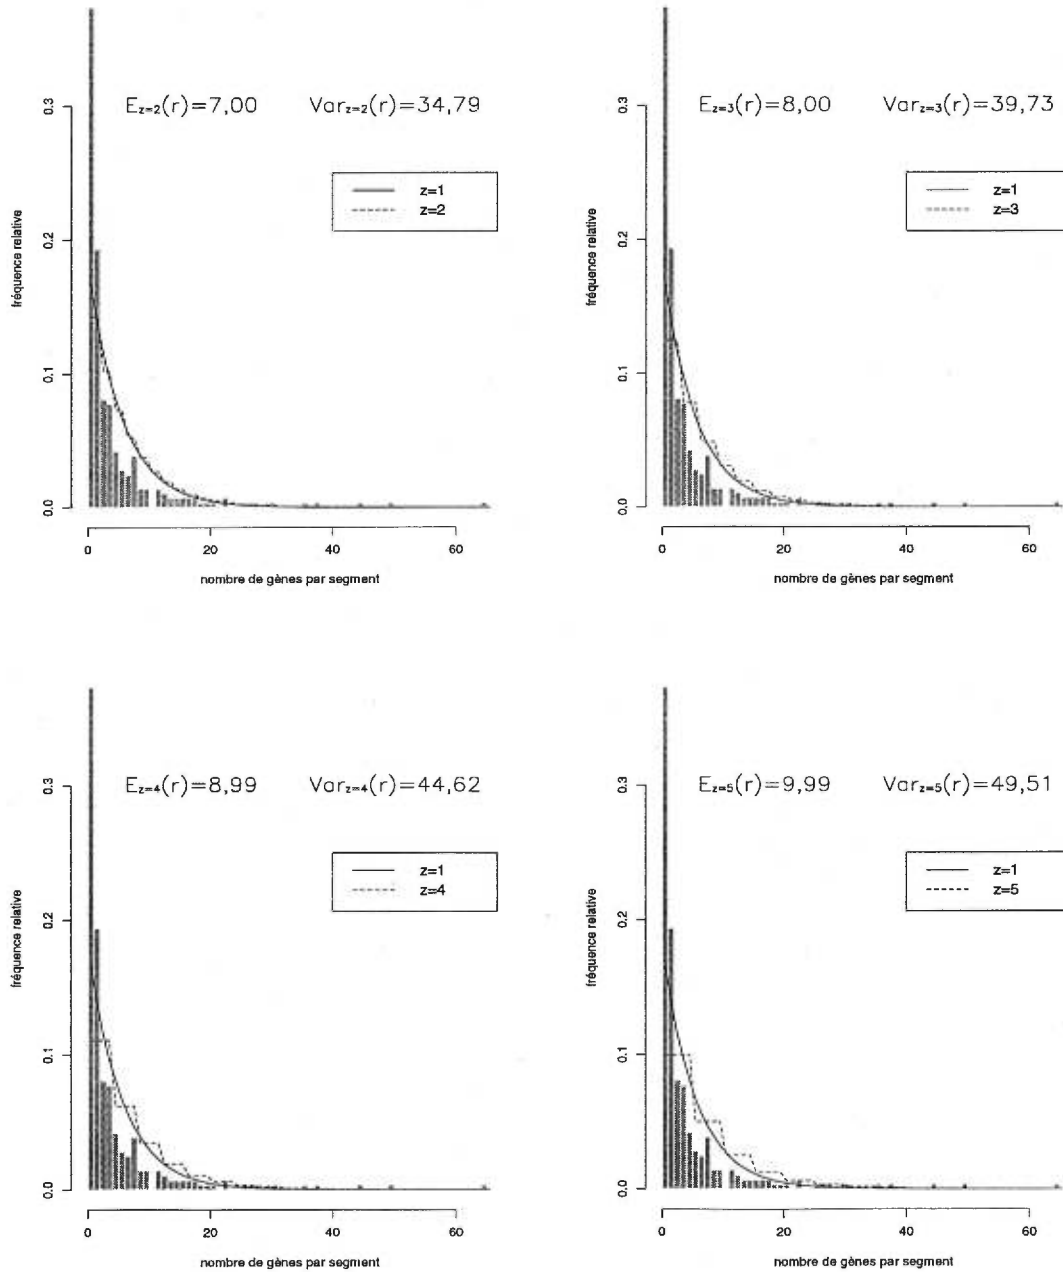 E_{z=2}(r)=7,00 Var_{z=2}(r)=34,79
z=1
z=2
fréquence relative
0.0 0.1 0.2 0.3
0 20 40 60
nombre de gènes par segment
E_{z=3}(r)=8,00 Var_{z=3}(r)=39,73
z=1
z=3
fréquence relative
0.0 0.1 0.2 0.3
0 20 40 60
nombre de gènes par segment
E_{z=4}(r)=8,99 Var_{z=4}(r)=44,62
z=1
z=4
fréquence relative
0.0 0.1 0.2 0.3
0 20 40 60
nombre de gènes par segment
E_{z=5}(r)=9,99 Var_{z=5}(r)=49,51
z=1
z=5
fréquence relative
0.0 0.1 0.2 0.3
0 20 40 60
nombre de gènes par segment